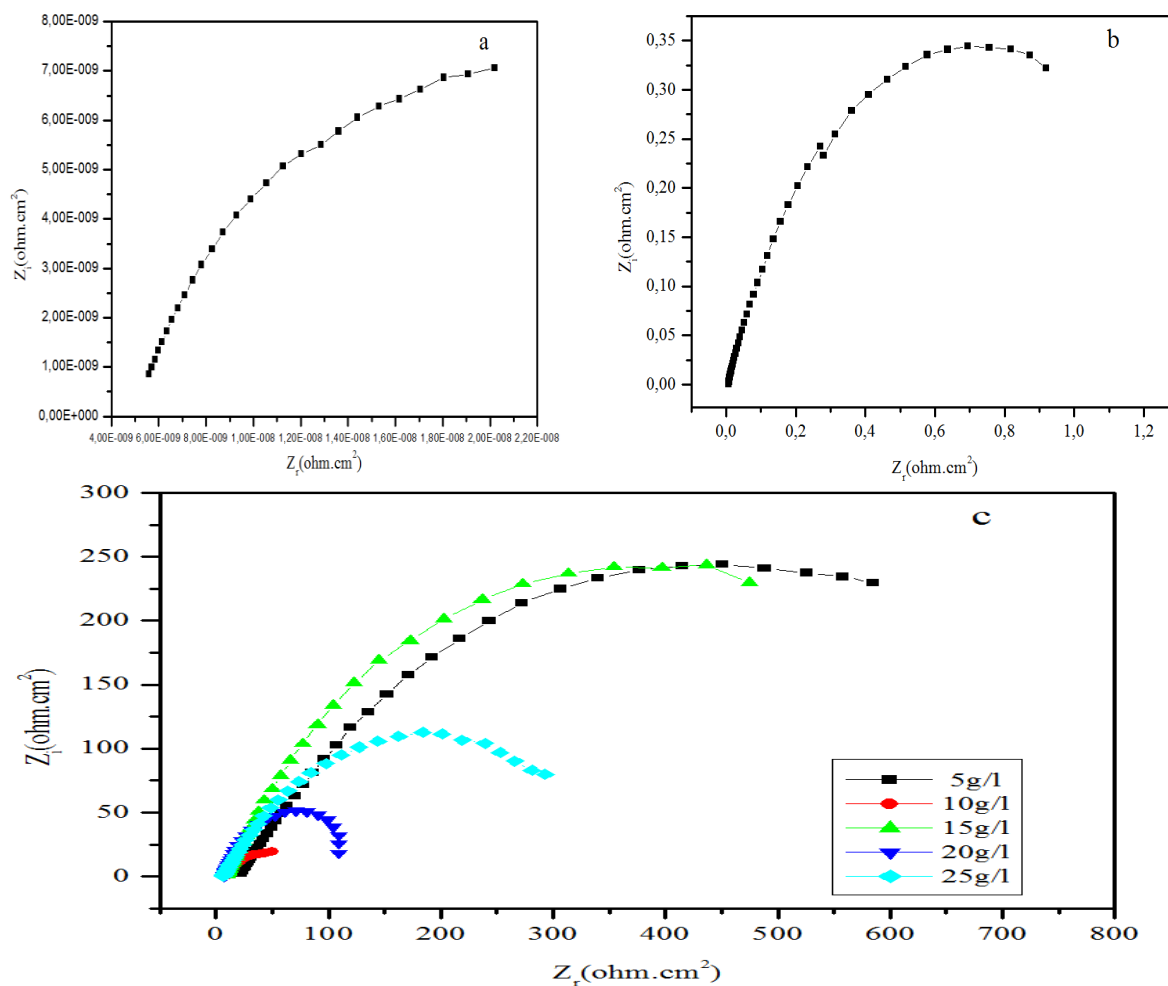 a
8,00E-009
7,00E-009
6,00E-009
5,00E-009
4,00E-009
3,00E-009
2,00E-009
1,00E-009
0,00E+000
Zi(ohm.cm²)
4,00E-009 6,00E-009 8,00E-009 1,00E-008 1,20E-008 1,40E-008 1,60E-008 1,80E-008 2,00E-008 2,20E-008
Zr(ohm.cm²)
b
0,35
0,30
0,25
0,20
0,15
0,10
0,05
0,00
Zi(ohm.cm²)
0,0 0,2 0,4 0,6 0,8 1,0 1,2
Zr(ohm.cm²)
c
300
250
200
150
100
50
0
Zi(ohm.cm²)
5g/l
10g/l
15g/l
20g/l
25g/l
0 100 200 300 400 500 600 700 800
Zr(ohm.cm²)